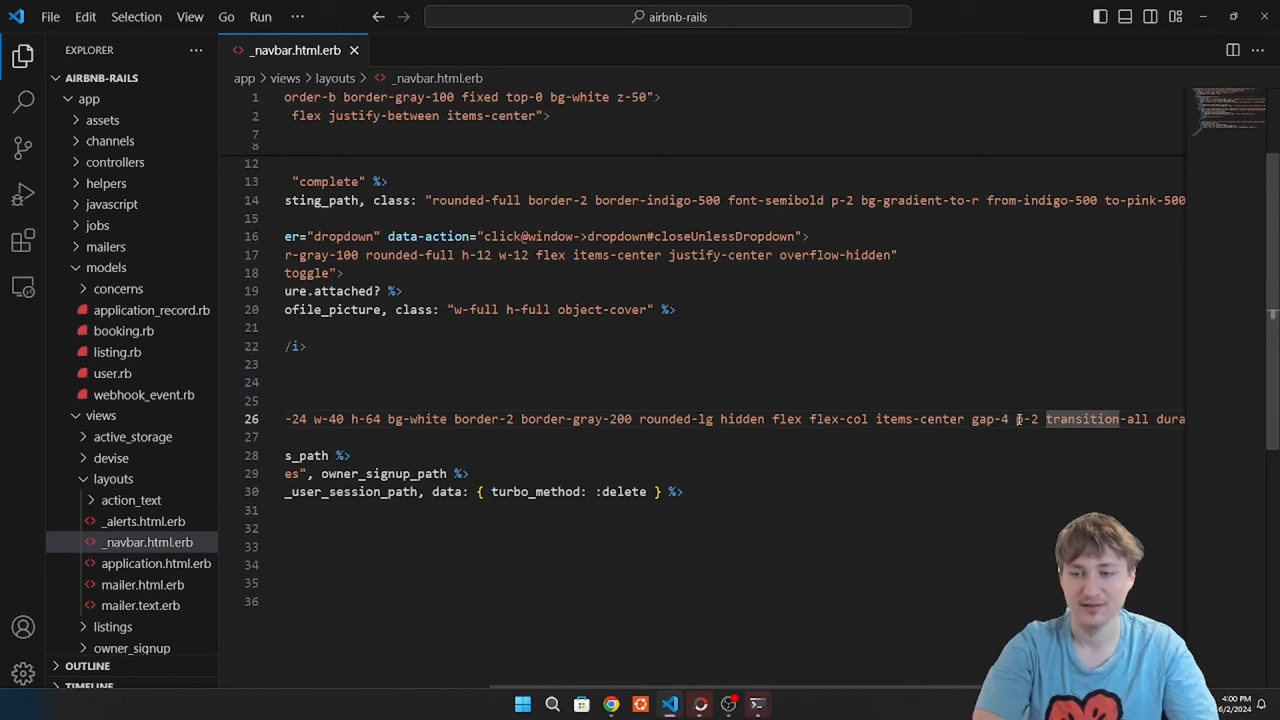 File Edit Selection View Go Run ··· airbnb-rails
EXPLORER ··· _navbar.html.erb
AIRBNB-RAILS
app
assets
channels
controllers
helpers
javascript
jobs
mailers
models
concerns
application_record.rb
booking.rb
listing.rb
user.rb
webhook_event.rb
views
active_storage
devise
layouts
action_text
_alerts.html.erb
_navbar.html.erb
application.html.erb
mailer.html.erb
mailer.text.erb
listings
owner_signup
OUTLINE
TIMELINE
app > views > layouts > _navbar.html.erb
1 order-b border-gray-100 fixed top-0 bg-white z-50">
2 flex justify-between items-center">
7
8
12
13 "complete" %>
14 sting_path, class: "rounded-full border-2 border-indigo-500 font-semibold p-2 bg-gradient-to-r from-indigo-500 to-pink-500
15
16 er="dropdown" data-action="click@window->dropdown#closeUnlessDropdown">
17 r-gray-100 rounded-full h-12 w-12 flex items-center justify-center overflow-hidden"
18 toggle">
19 ure.attached? %>
20 ofile_picture, class: "w-full h-full object-cover" %>
21
22 /i>
23
24
25
26 -24 w-40 h-64 bg-white border-2 border-gray-200 rounded-lg hidden flex flex-col items-center gap-4 p-2 transition-all dura
27
28 s_path %>
29 es", owner_signup_path %>
30 _user_session_path, data: { turbo_method: :delete } %>
31
32
33
34
35
36
4:00 PM
6/2/2024